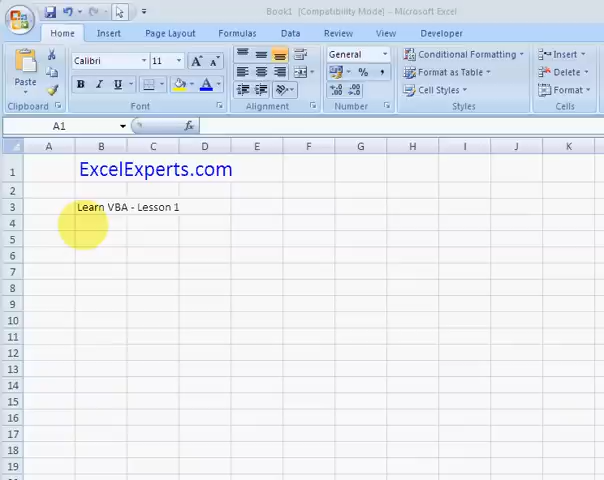 Book1 [Compatibility Mode] - Microsoft Excel
Home Insert Page Layout Formulas Data Review View Developer
Paste Calibri 11 A A General Conditional Formatting Insert
B I U A % , Format as Table Delete
Cell Styles Format
Clipboard Font Alignment Number Styles Cells
A1 fx
A B C D E F G H I J K
1 ExcelExperts.com
2
3 Learn VBA - Lesson 1
4
5
6
7
8
9
10
11
12
13
14
15
16
17
18
19